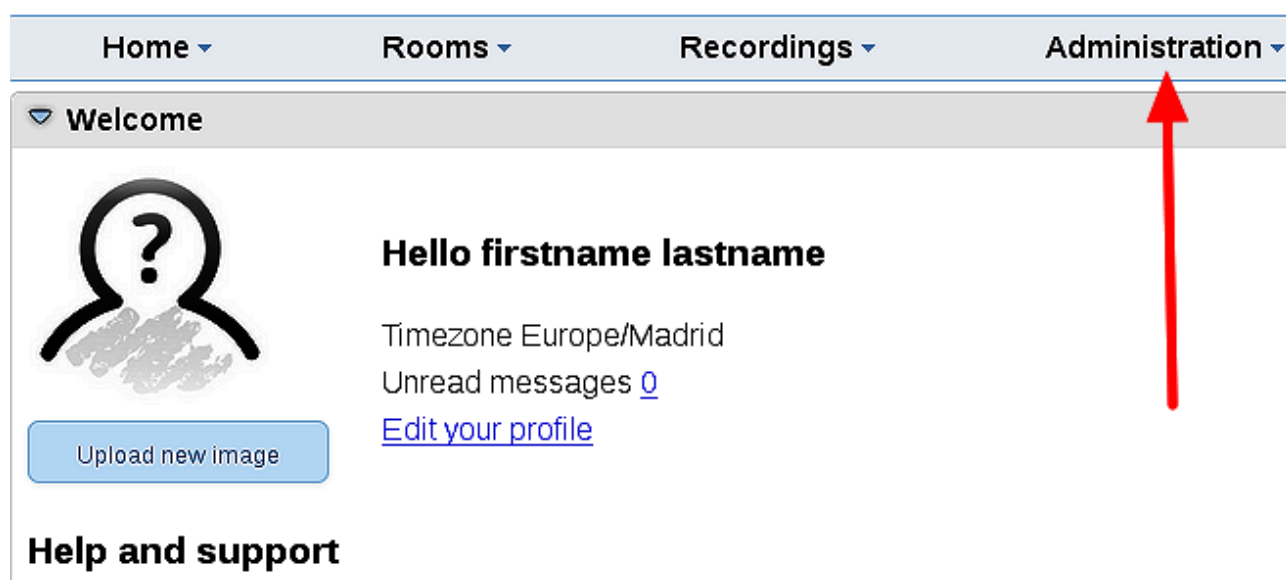 Home Rooms Recordings Administration
Welcome
?
Hello firstname lastname
Timezone Europe/Madrid
Unread messages 0
Edit your profile
Upload new image
Help and support